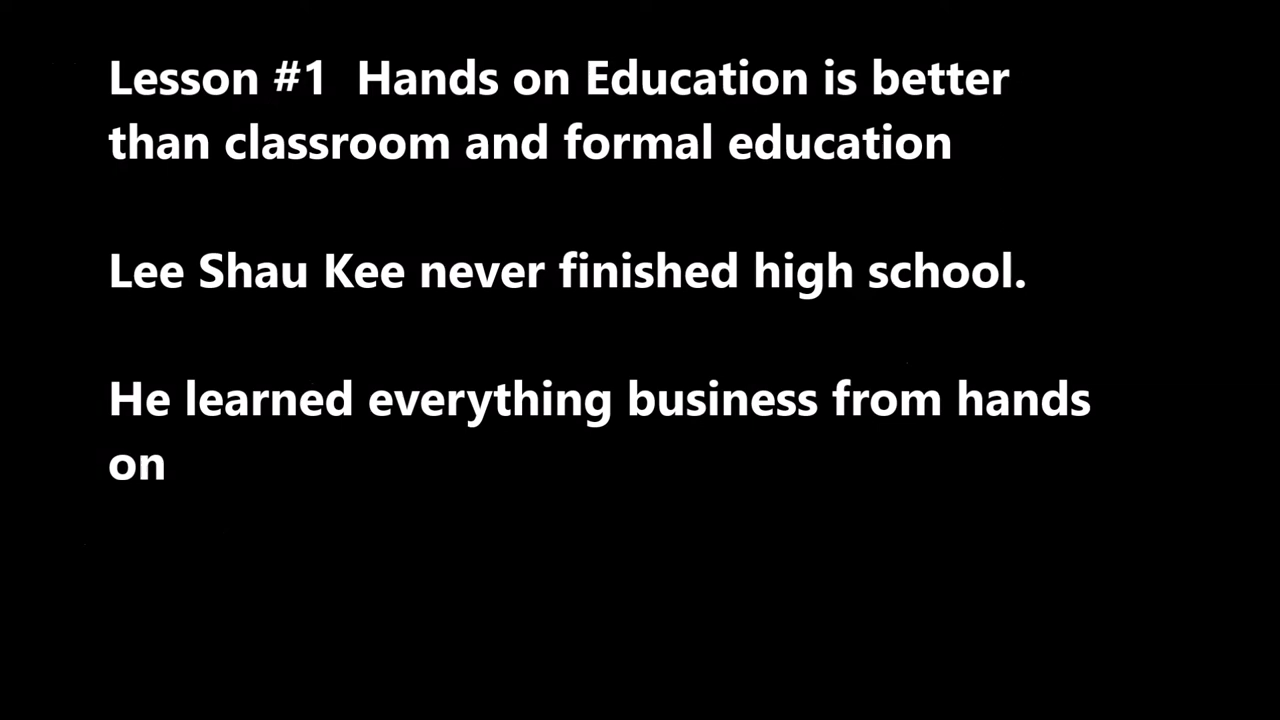 Lesson #1  Hands on Education is better
than classroom and formal education
Lee Shau Kee never finished high school.
He learned everything business from hands
on